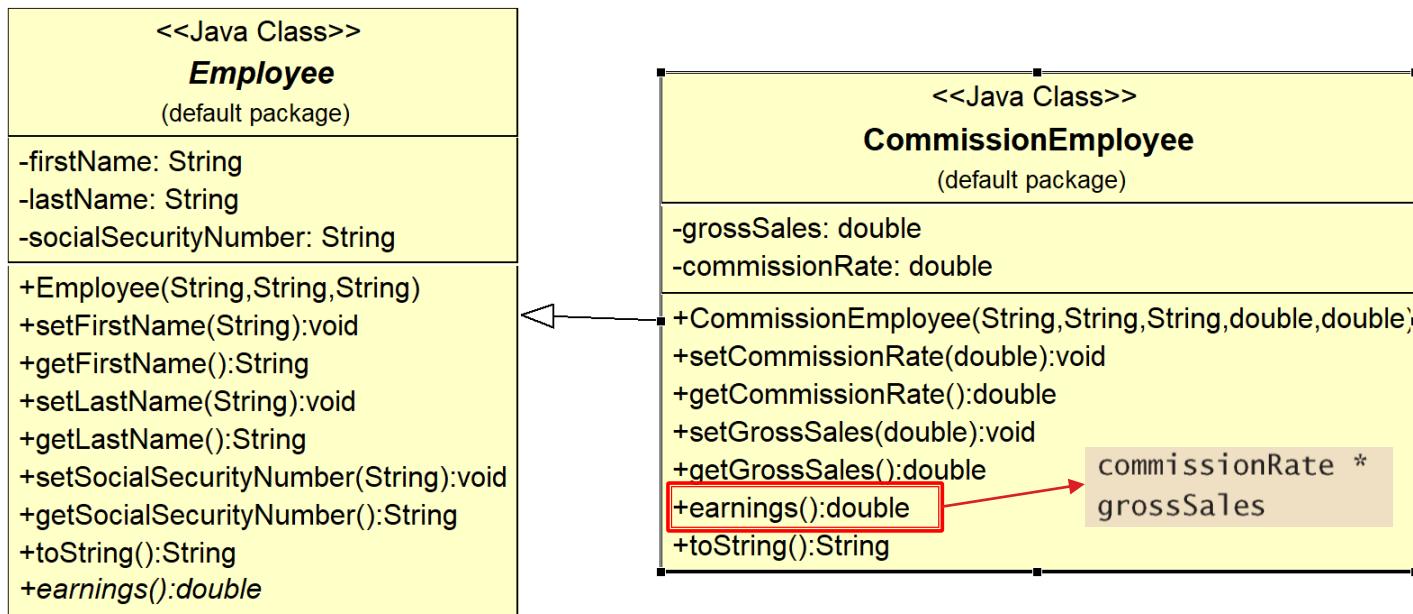 <<Java Class>>
Employee
(default package)
-firstName: String
-lastName: String
-socialSecurityNumber: String
+Employee(String,String,String)
+setFirstName(String):void
+getFirstName():String
+setLastName(String):void
+getLastName():String
+setSocialSecurityNumber(String):void
+getSocialSecurityNumber():String
+toString():String
+earnings():double
<<Java Class>>
CommissionEmployee
(default package)
-grossSales: double
-commissionRate: double
+CommissionEmployee(String,String,String,double,double)
+setCommissionRate(double):void
+getCommissionRate():double
+setGrossSales(double):void
+getGrossSales():double
+earnings():double
+toString():String
commissionRate *
grossSales